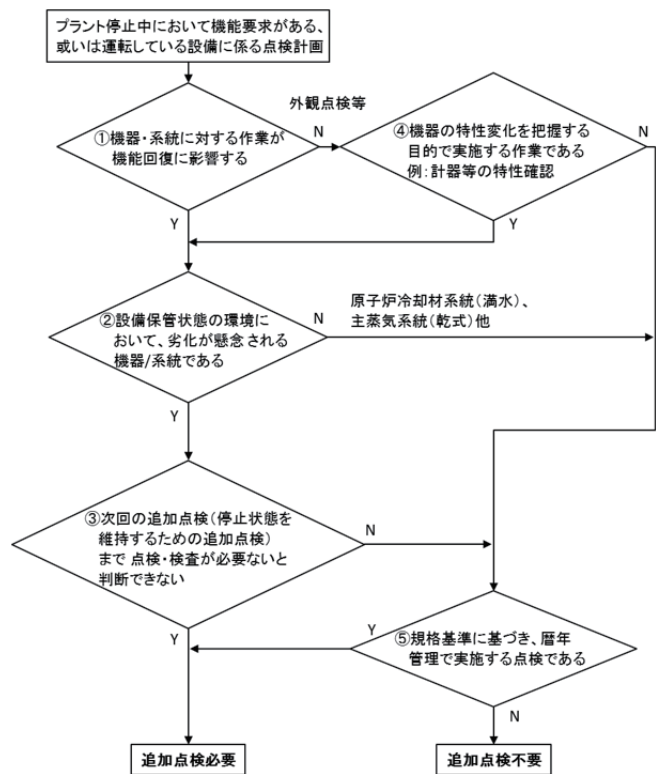 プラント停止中において機能要求がある、
或いは運転している設備に係る点検計画
①機器・系統に対する作業が
機能回復に影響する
N
外観点検等
④機器の特性変化を把握する
目的で実施する作業である
例：計器等の特性確認
N
Y
Y
②設備保管状態の環境に
おいて、劣化が懸念される
機器/系統である
N
原子炉冷却材系統（満水）、
主蒸気系統（乾式）他
Y
③次回の追加点検（停止状態を
維持するための追加点検）
まで 点検・検査が必要ないと
判断できない
N
Y
Y
⑤規格基準に基づき、暦年
管理で実施する点検である
N
追加点検必要
追加点検不要